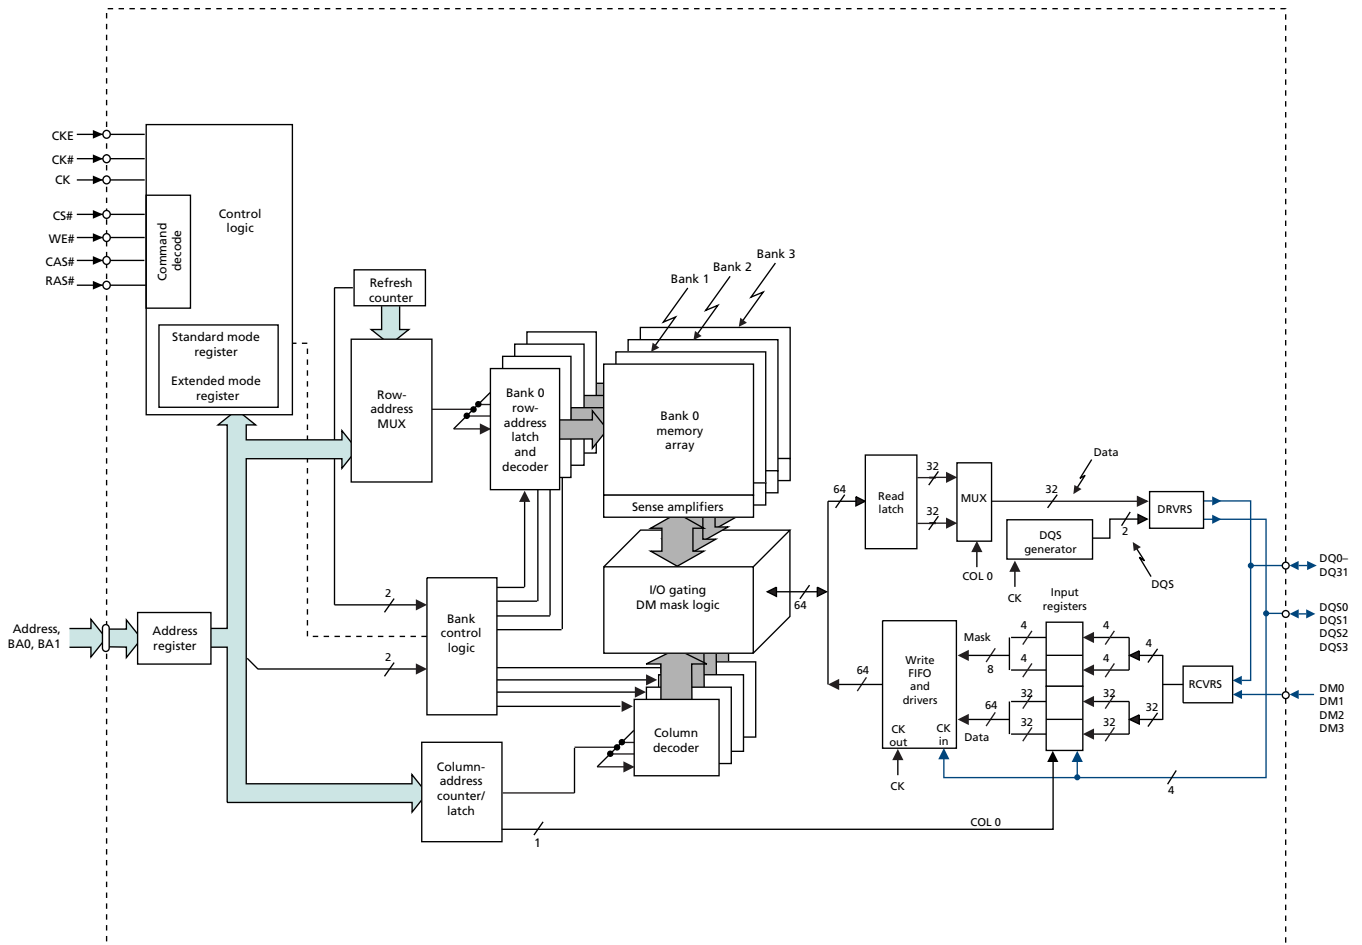 CKE
CK#
CK
CS#
WE#
CAS#
RAS#
Command
decode
Control
logic
Standard mode
register
Extended mode
register
Refresh
counter
Row-
address
MUX
Bank 0
row-
address
latch
and
decoder
Bank 1
Bank 2
Bank 3
Bank 0
memory
array
Sense amplifiers
I/O gating
DM mask logic
64
2
2
Bank
control
logic
Address,
BA0, BA1
Address
register
Column-
address
counter/
latch
1
COL 0
Column
decoder
64
Read
latch
32
32
MUX
COL 0
32
Data
DQS
generator
CK
2
DQS
DRVRS
DQ0–
DQ31
DQS0
DQS1
DQS2
DQS3
DM0
DM1
DM2
DM3
RCVRS
Input
registers
4
4
4
4
4
32
32
32
32
32
Mask
8
64
Data
64
Write
FIFO
and
drivers
CK
out
CK
in
CK
4